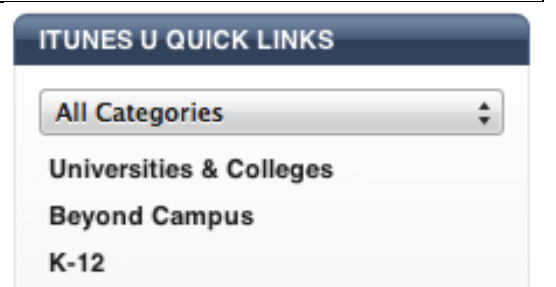 ITUNES U QUICK LINKS
All Categories
Universities & Colleges
Beyond Campus
K-12